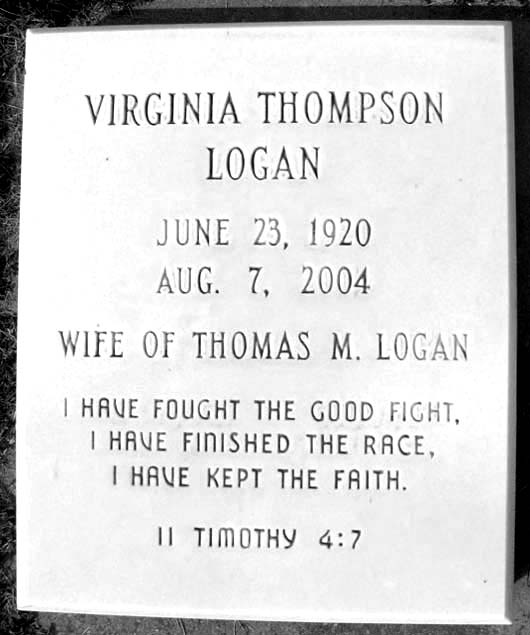 VIRGINIA THOMPSON
LOGAN
JUNE 23, 1920
AUG. 7, 2004
WIFE OF THOMAS M. LOGAN
I HAVE FOUGHT THE GOOD FIGHT,
I HAVE FINISHED THE RACE,
I HAVE KEPT THE FAITH.
II TIMOTHY 4:7